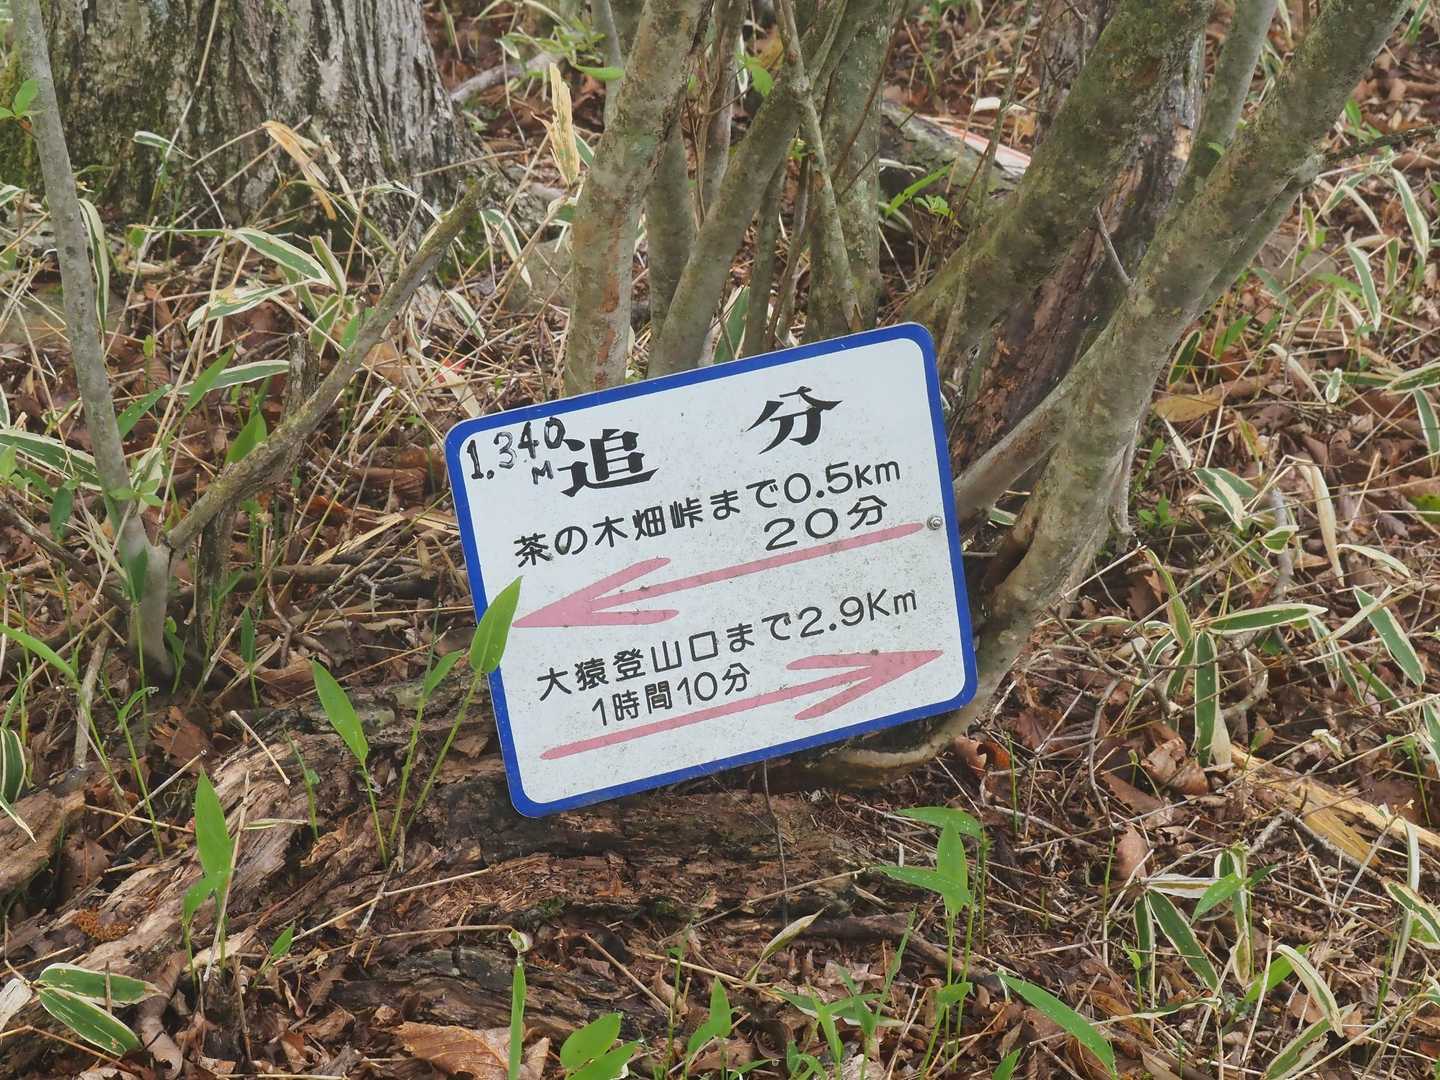 1.340M 追分
茶の木畑峠まで0.5km
20分
大猿登山口まで2.9Km
1時間10分